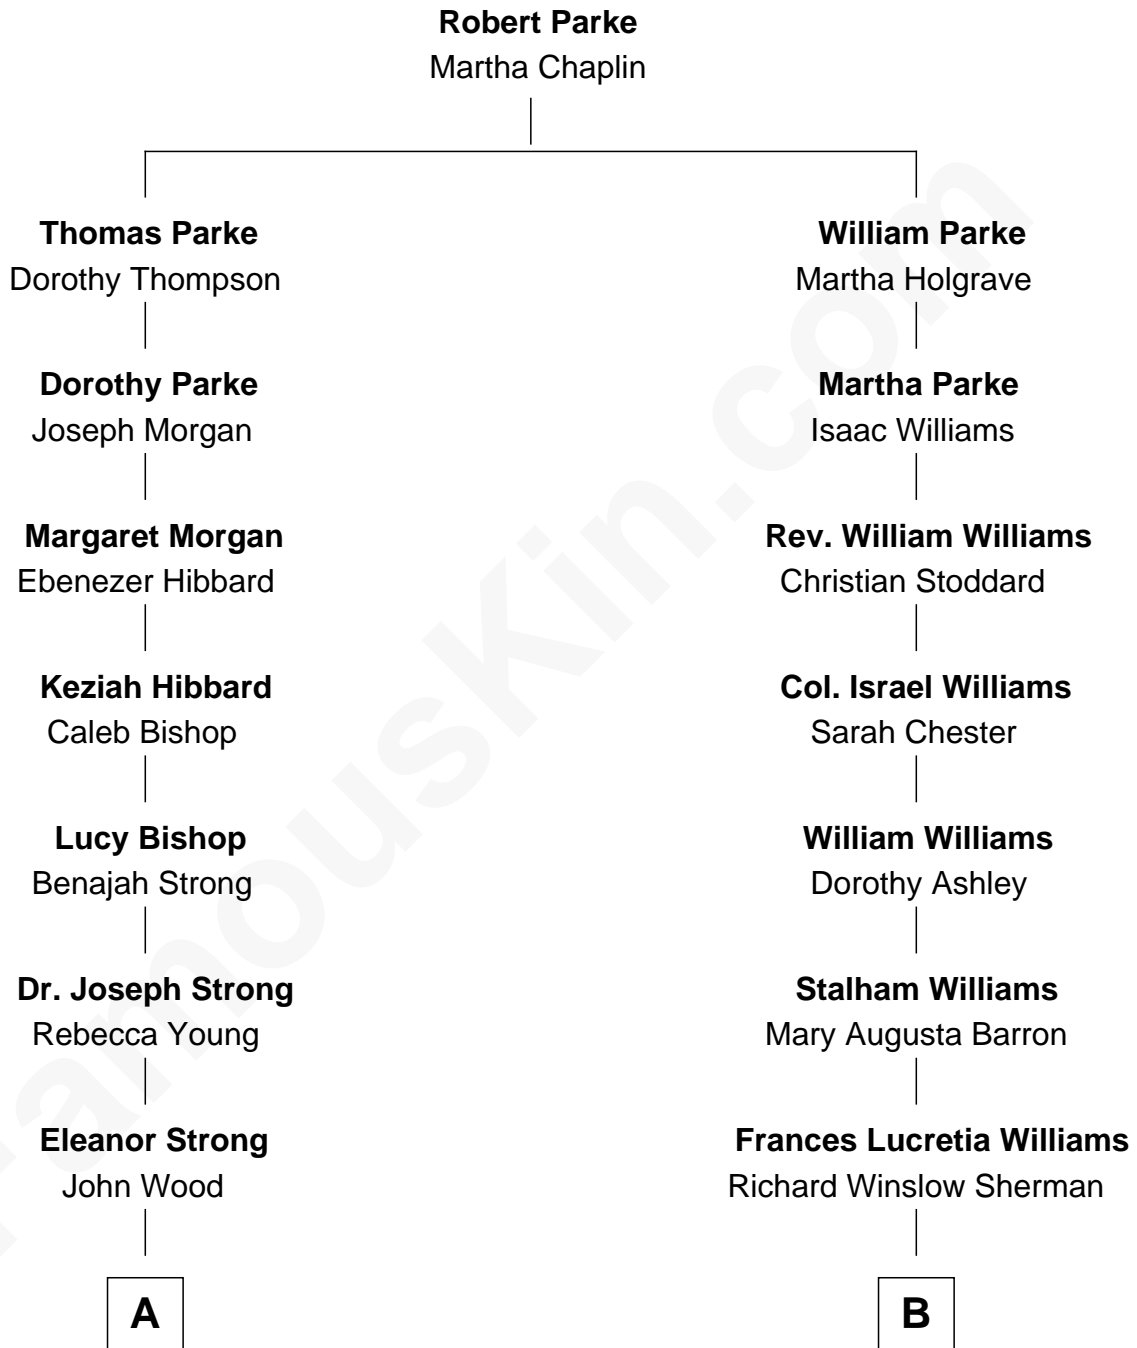 Robert Parke
Martha Chaplin
Thomas Parke
Dorothy Thompson
William Parke
Martha Holgrave
Dorothy Parke
Joseph Morgan
Martha Parke
Isaac Williams
Margaret Morgan
Ebenezer Hibbard
Rev. William Williams
Christian Stoddard
Keziah Hibbard
Caleb Bishop
Col. Israel Williams
Sarah Chester
Lucy Bishop
Benajah Strong
William Williams
Dorothy Ashley
Dr. Joseph Strong
Rebecca Young
Stalham Williams
Mary Augusta Barron
Eleanor Strong
John Wood
Frances Lucretia Williams
Richard Winslow Sherman
A
B
FamousKin.com